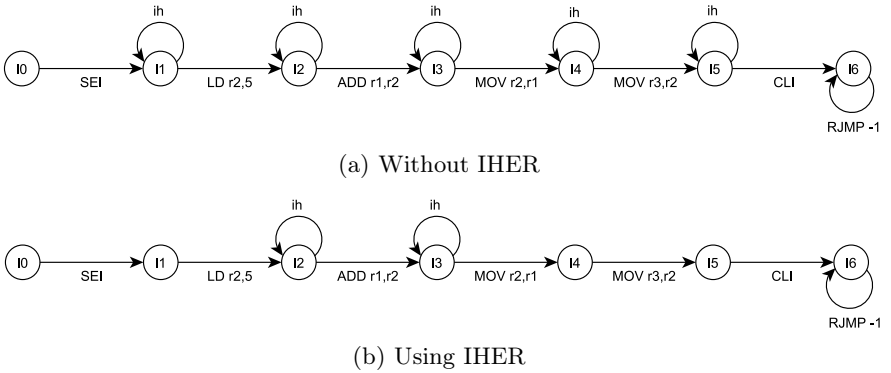 ih ih ih ih ih
I0 I1 I2 I3 I4 I5 I6
SEI LD r2,5 ADD r1,r2 MOV r2,r1 MOV r3,r2 CLI
RJMP -1
(a) Without IHER
ih ih
I0 I1 I2 I3 I4 I5 I6
SEI LD r2,5 ADD r1,r2 MOV r2,r1 MOV r3,r2 CLI
RJMP -1
(b) Using IHER